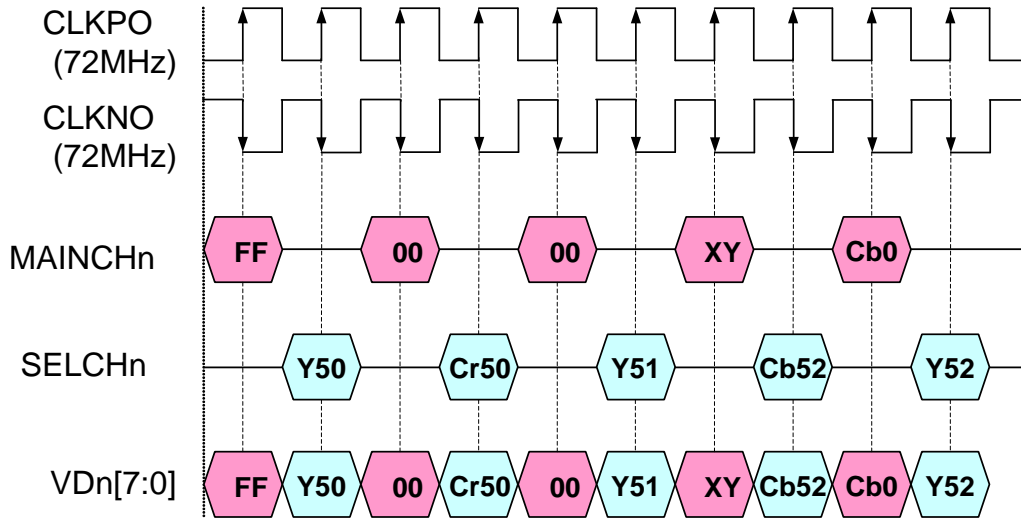 CLKPO
(72MHz)
CLKNO
(72MHz)
MAINCHn
FF 00 00 XY Cb0
SELCHn
Y50 Cr50 Y51 Cb52 Y52
VDn[7:0]
FF Y50 00 Cr50 00 Y51 XY Cb52 Cb0 Y52